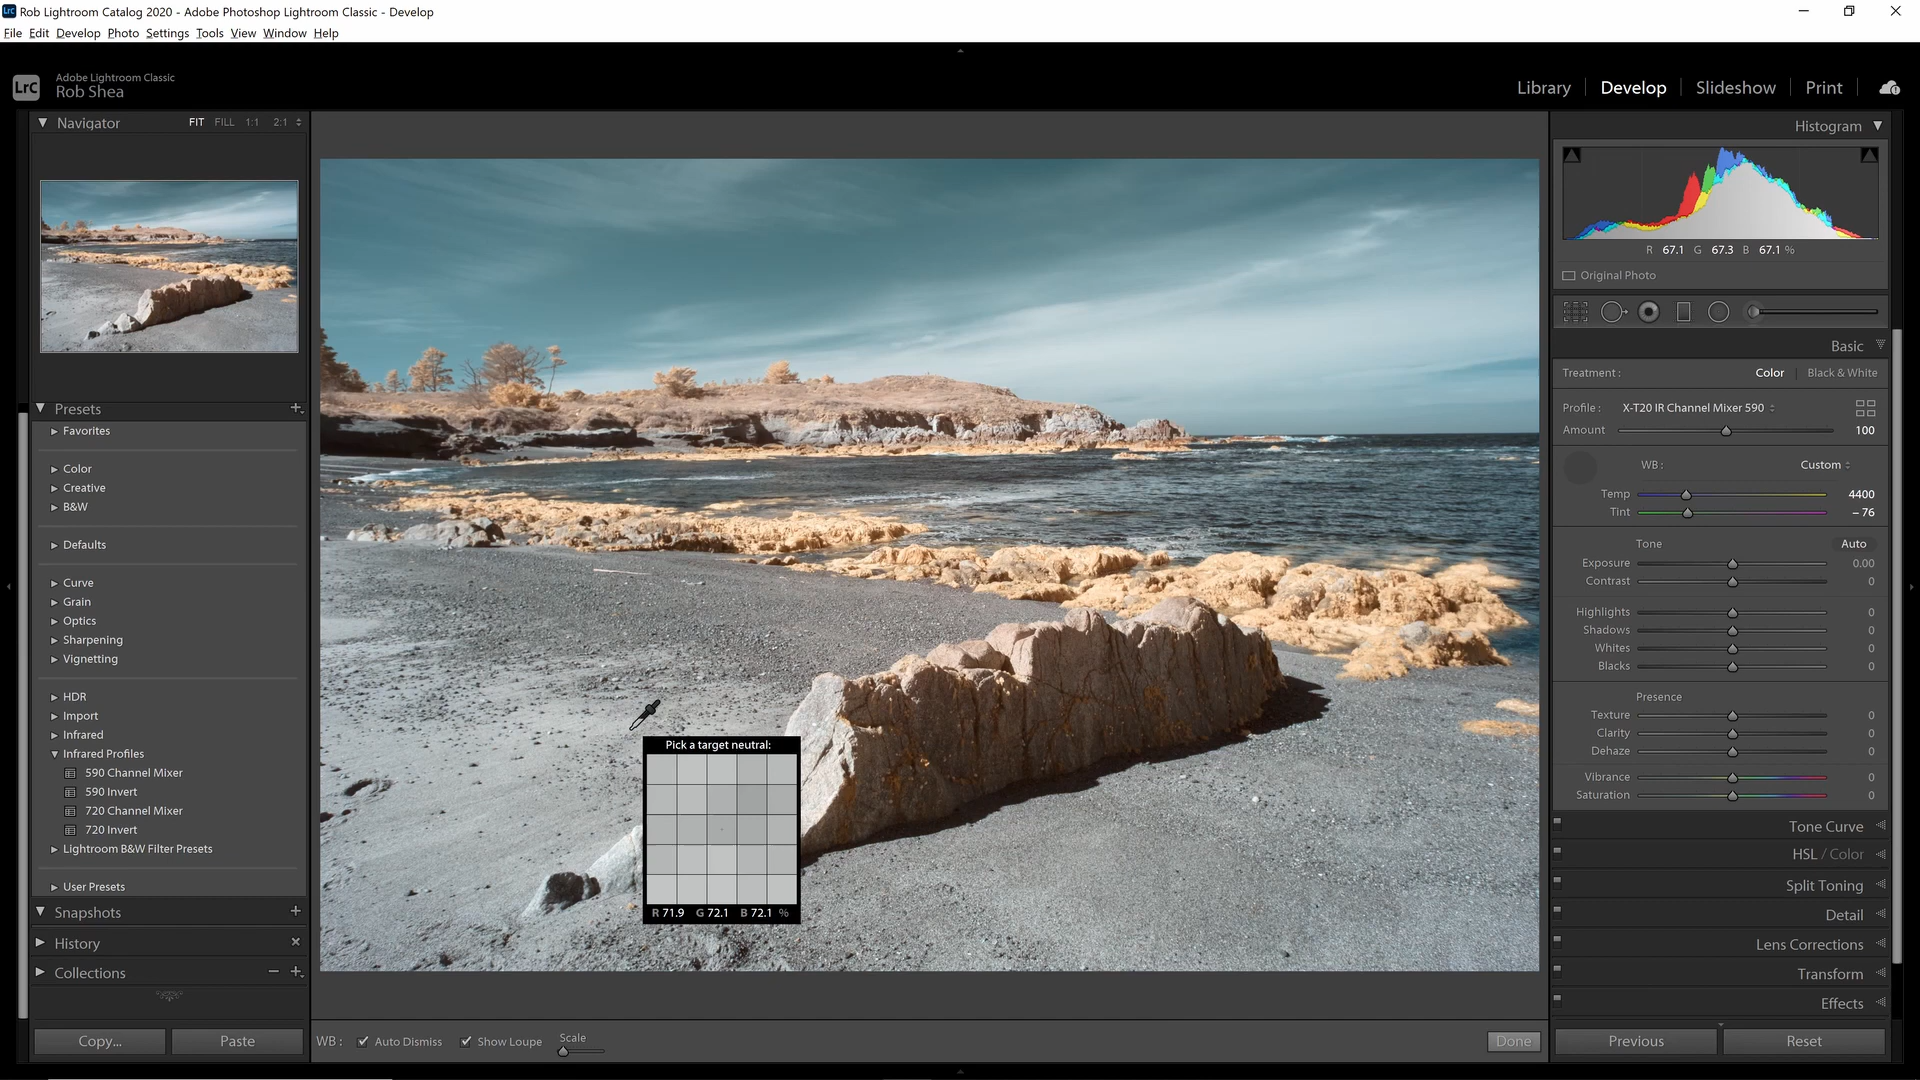 Rob Lightroom Catalog 2020 - Adobe Photoshop Lightroom Classic - Develop
File Edit Develop Photo Settings Tools View Window Help
LrC
Adobe Lightroom Classic
Rob Shea
Library Develop Slideshow Print
Navigator FIT FILL 1:1 2:1
Presets
Favorites
Color
Creative
B&W
Defaults
Curve
Grain
Optics
Sharpening
Vignetting
HDR
Import
Infrared
Infrared Profiles
590 Channel Mixer
590 Invert
720 Channel Mixer
720 Invert
Lightroom B&W Filter Presets
User Presets
Snapshots
History
Collections
Copy... Paste
Pick a target neutral:
R 71.9 G 72.1 B 72.1 %
WB : Auto Dismiss Show Loupe Scale
Done
Histogram
R 67.1 G 67.3 B 67.1 %
Original Photo
Basic
Treatment : Color Black & White
Profile : X-T20 IR Channel Mixer 590
Amount 100
WB : Custom
Temp 4400
Tint – 76
Tone Auto
Exposure 0.00
Contrast 0
Highlights 0
Shadows 0
Whites 0
Blacks 0
Presence
Texture 0
Clarity 0
Dehaze 0
Vibrance 0
Saturation 0
Tone Curve
HSL / Color
Split Toning
Detail
Lens Corrections
Transform
Effects
Previous Reset